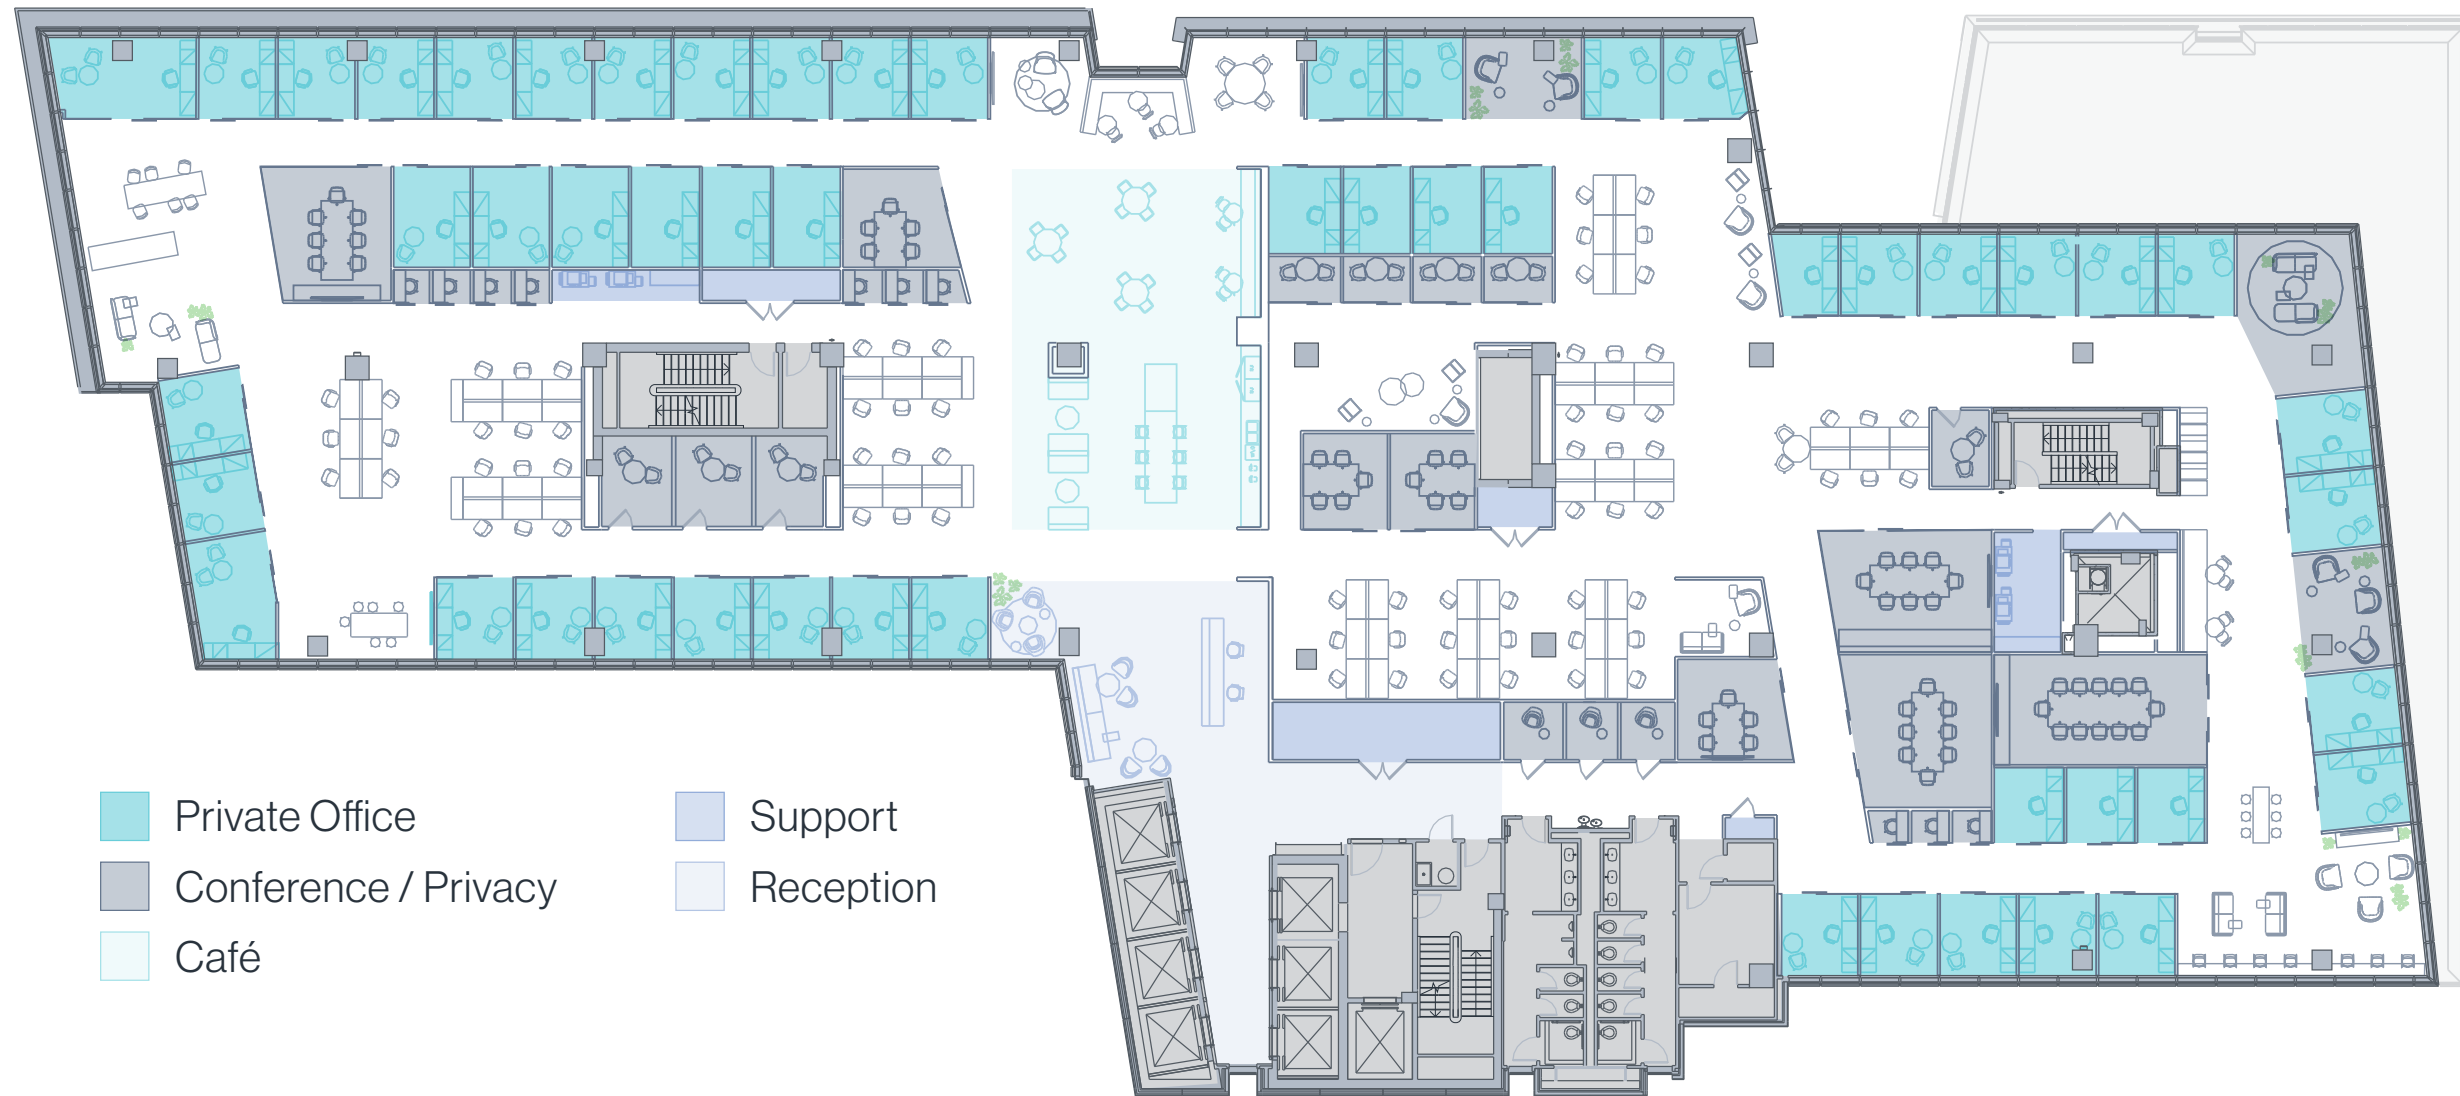 Private Office
Conference / Privacy
Café
Support
Reception